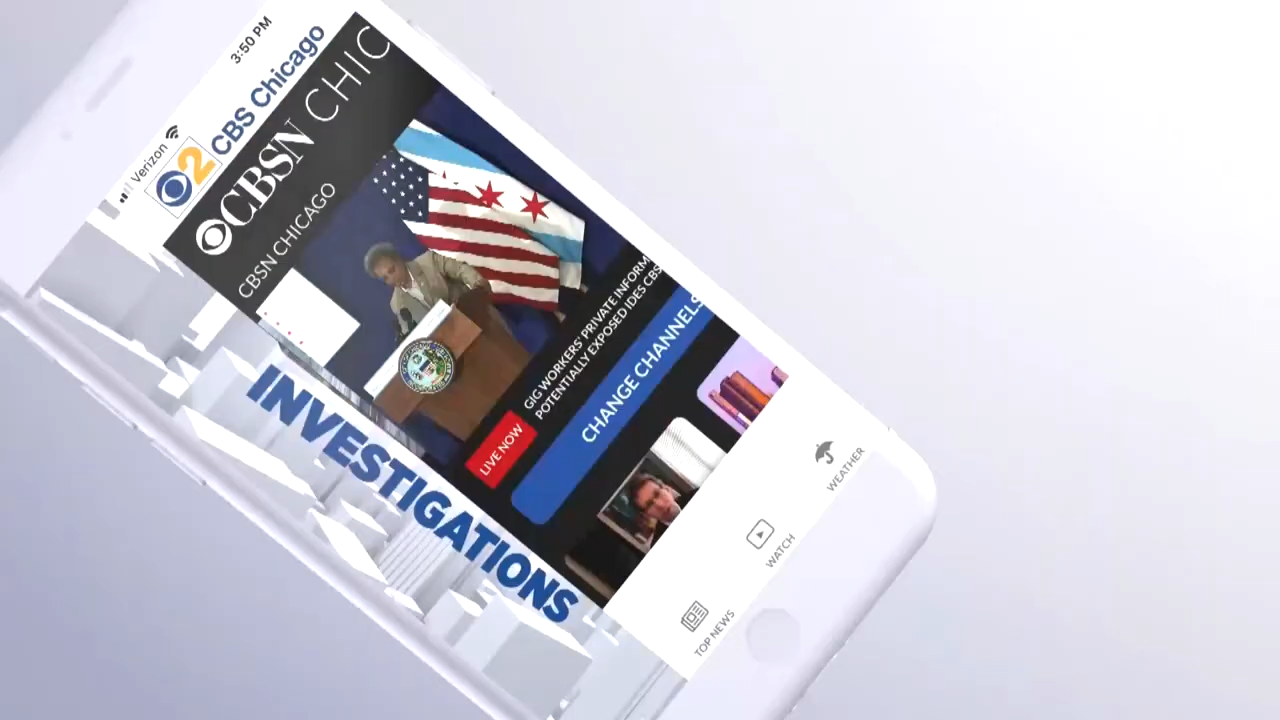 3:50 PM
Verizon
2 CBS Chicago
CBSN CHIC
CBSN CHICAGO
LIVE NOW
GIG WORKERS' PRIVATE INFORM
POTENTIALLY EXPOSED IDES CBS
CHANGE CHANNELS
INVESTIGATIONS
TOP NEWS
WATCH
WEATHER